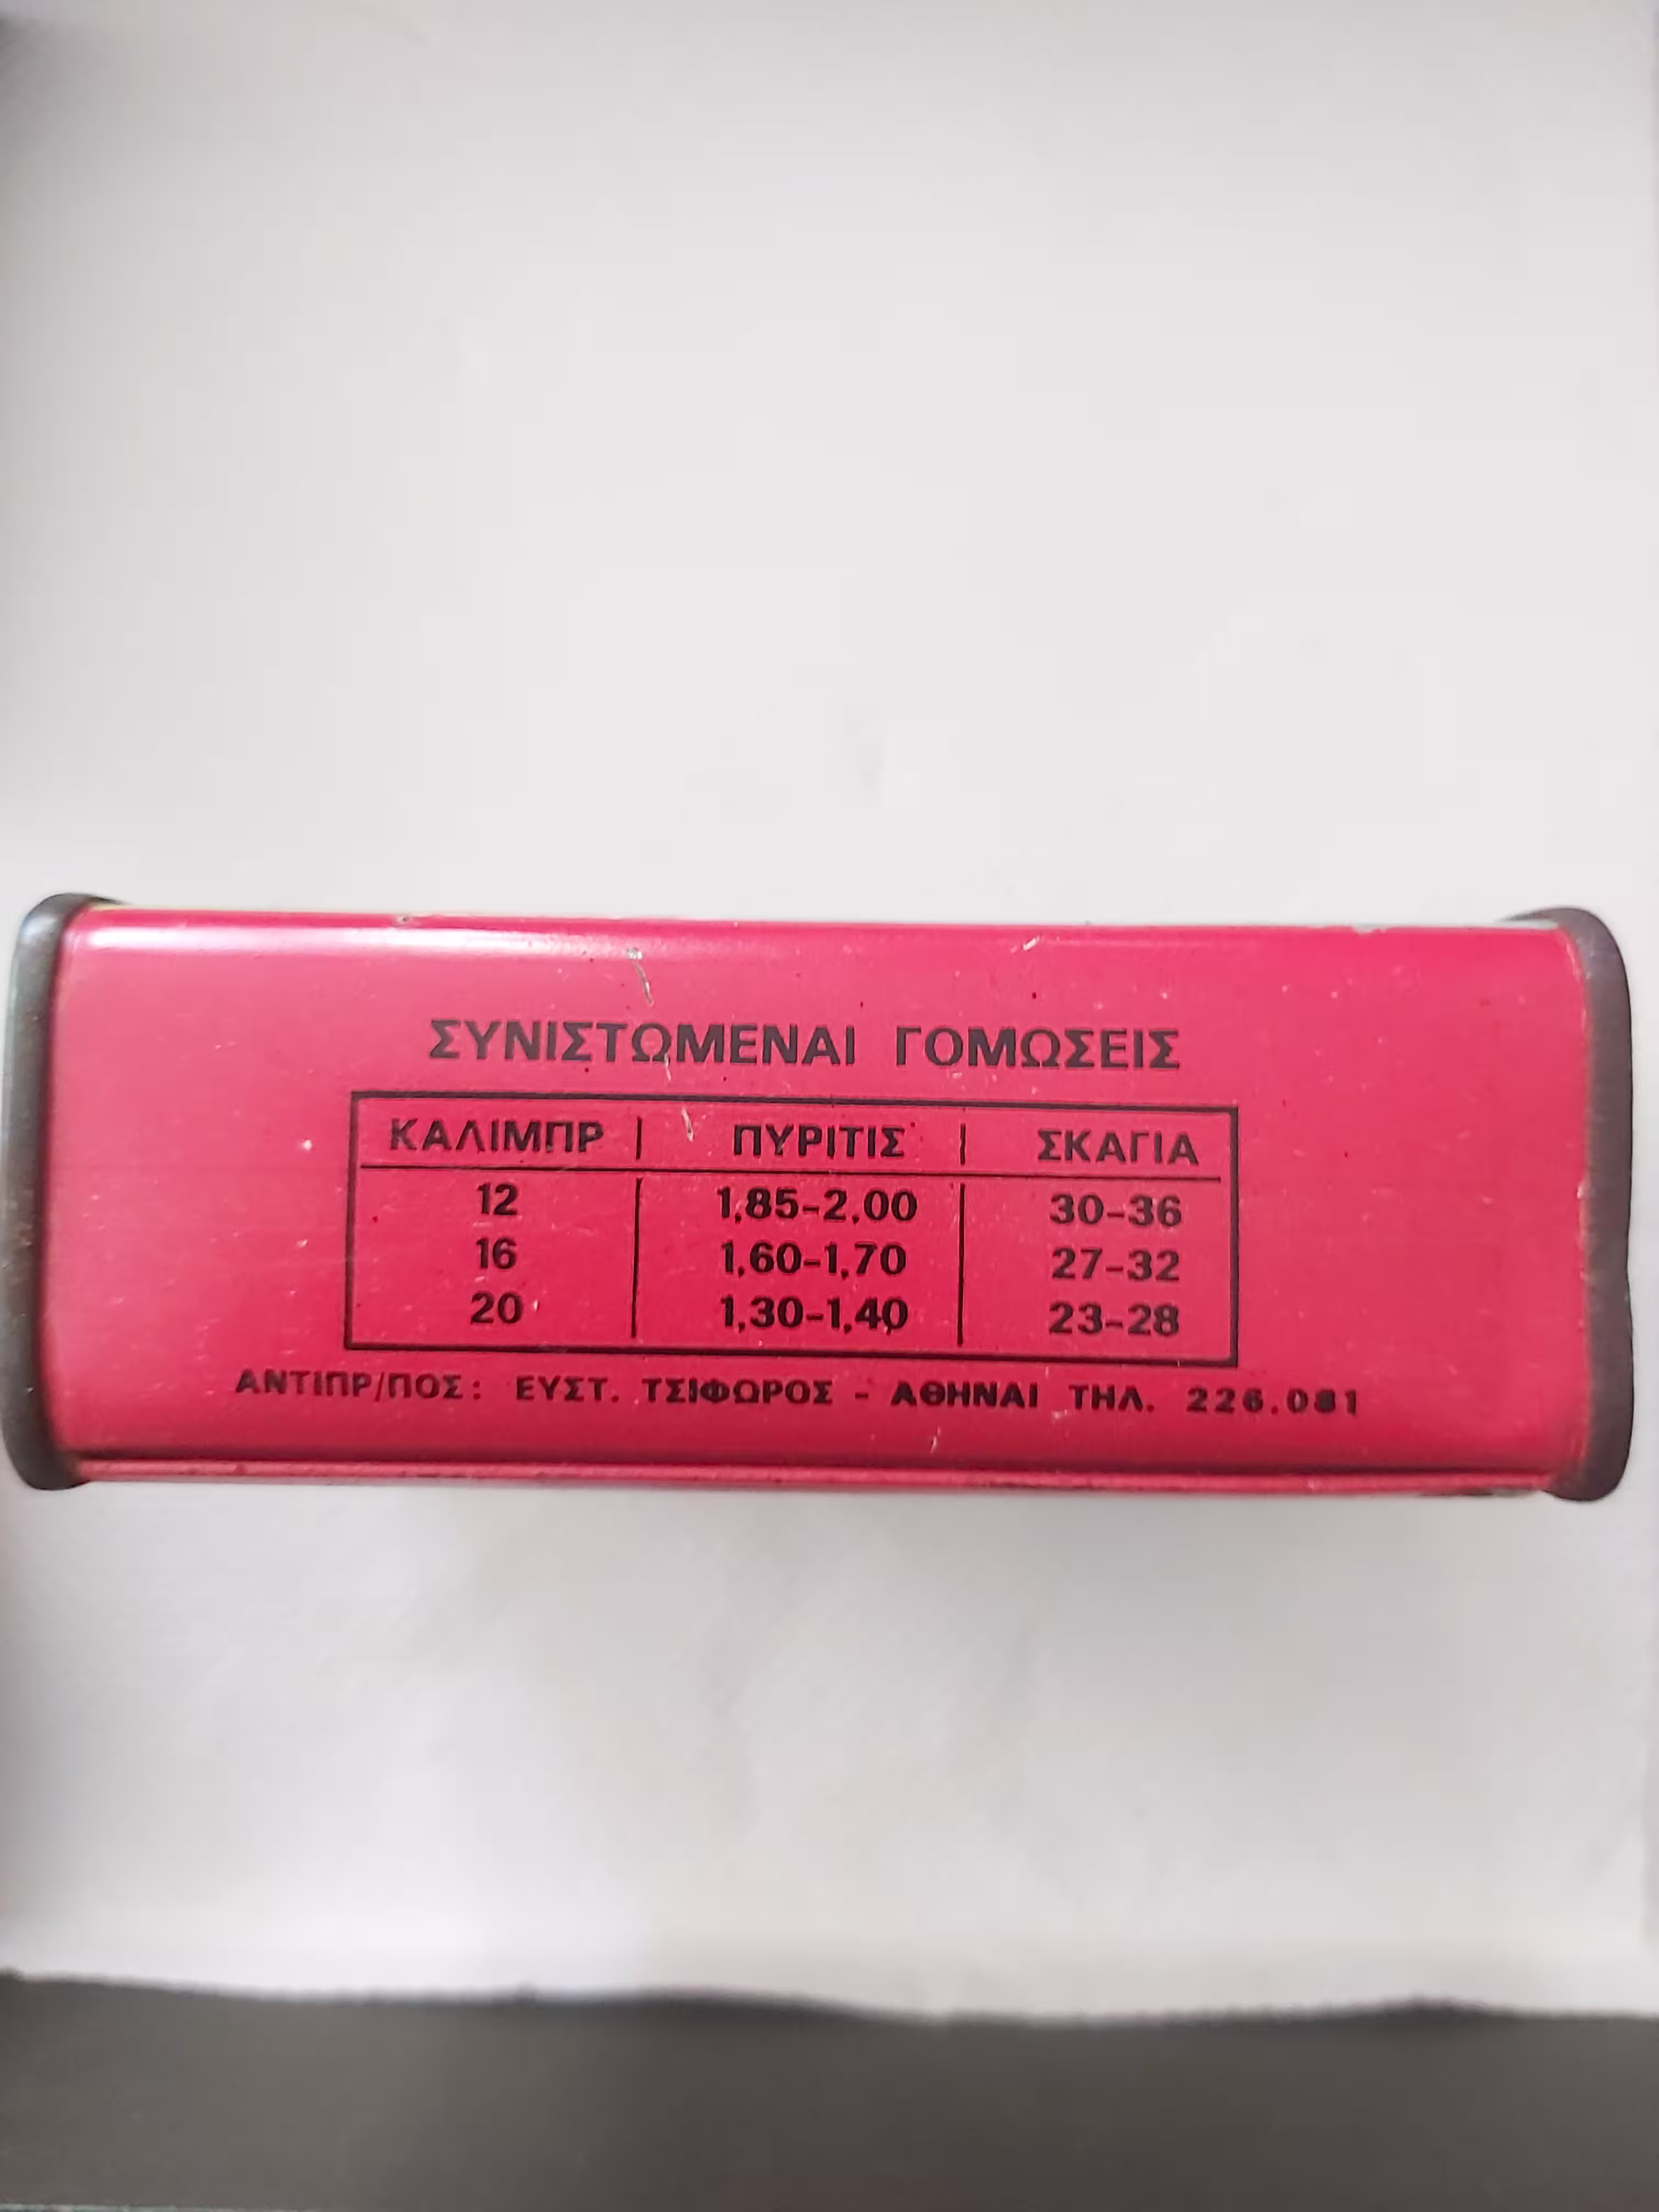 ΣΥΝΙΣΤΩΜΕΝΑΙ ΓΟΜΩΣΕΙΣ
ΚΑΛΙΜΠΡ | ΠΥΡΙΤΙΣ | ΣΚΑΓΙΑ
12 1,85-2,00 30-36
16 1,60-1,70 27-32
20 1,30-1,40 23-28
ΑΝΤΙΠΡ/ΠΟΣ: ΕΥΣΤ. ΤΣΙΦΩΡΟΣ - ΑΘΗΝΑΙ ΤΗΛ. 226.081